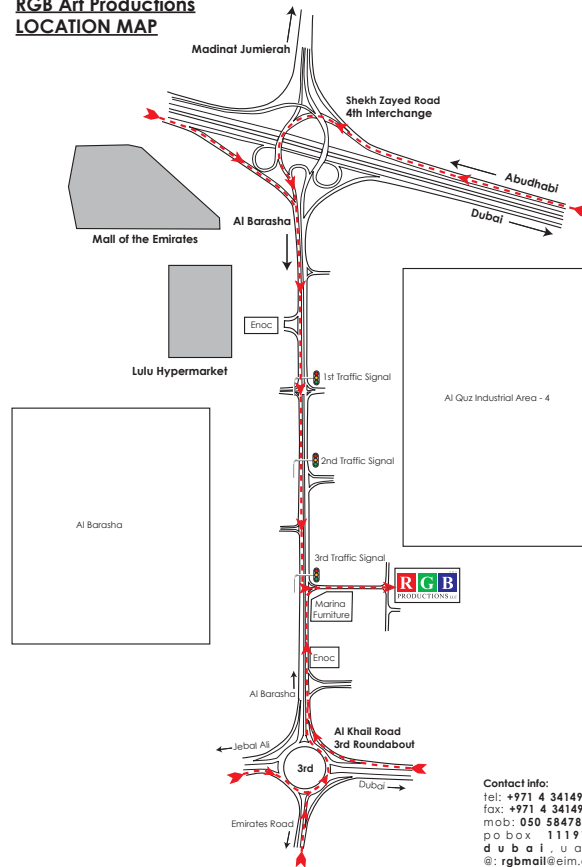 RGB Art Productions
LOCATION MAP
Madinat Jumierah
Shekh Zayed Road
4th Interchange
Abudhabi
Dubai
Mall of the Emirates
Al Barasha
Enoc
Lulu Hypermarket
1st Traffic Signal
Al Quz Industrial Area - 4
2nd Traffic Signal
Al Barasha
3rd Traffic Signal
RGB
PRODUCTIONS LLC
Marina
Furniture
Enoc
Al Barasha
Al Khail Road
3rd Roundabout
Jebal Ali
3rd
Dubai
Emirates Road
Contact info:
tel: +971 4 34149
fax: +971 4 34149
mob: 050 58478
po box 1119
dubai, ua
@: rgbmail@eim.